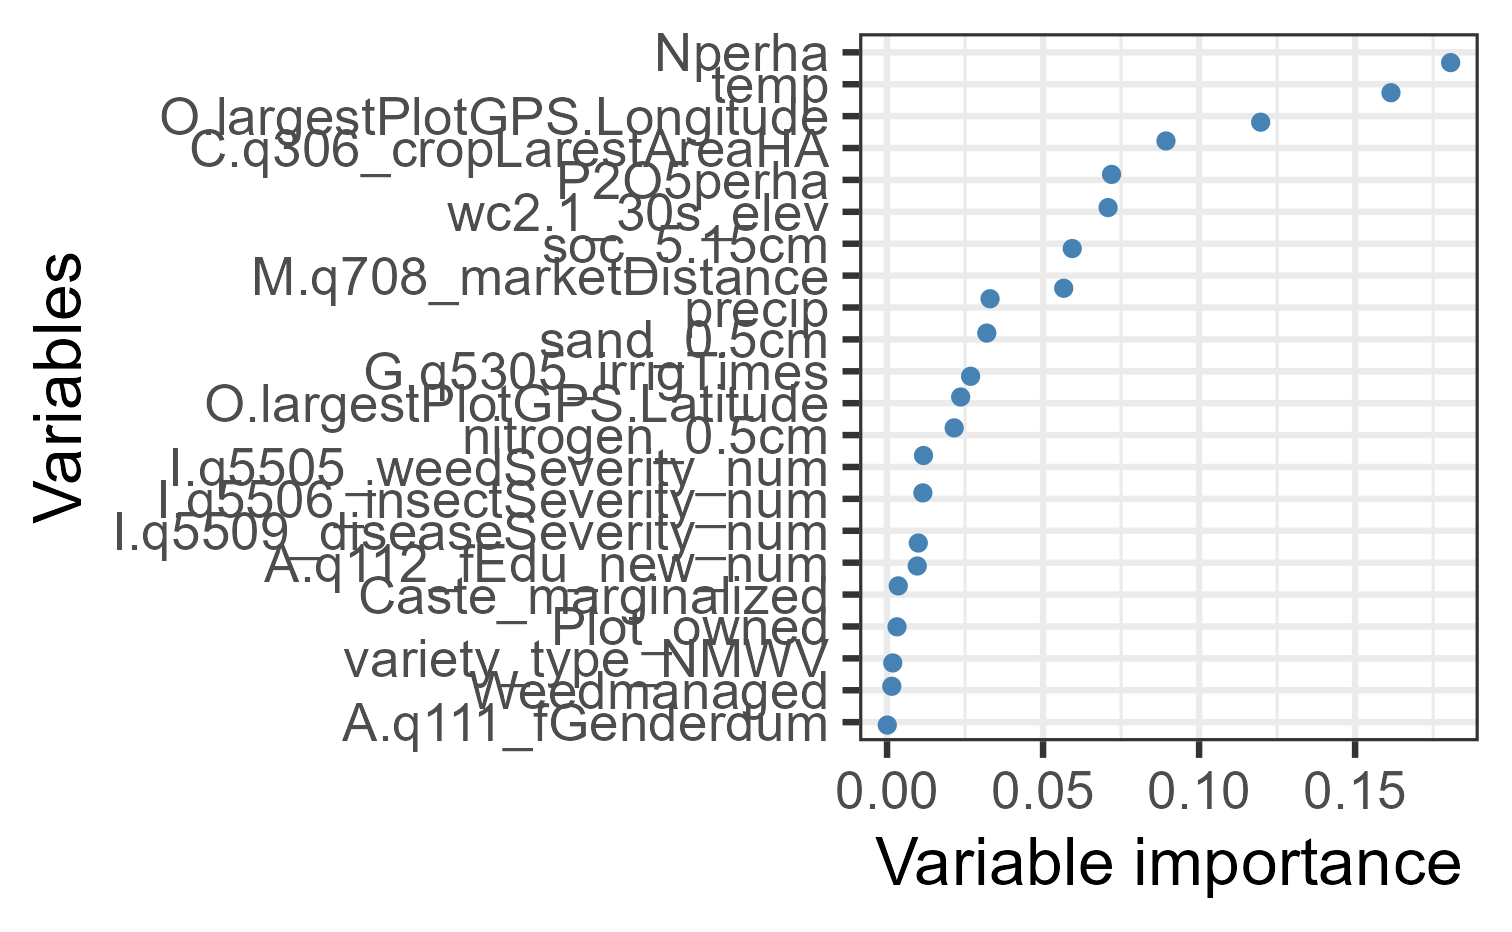 Variables
Nperha
temp
O.largestPlotGPS.Longitude
C.q306_cropLarestAreaHA
P2O5perha
wc2.1_30s_elev
soc_5.15cm
M.q708_marketDistance
precip
sand_0.5cm
G.q5305_irrigTimes
O.largestPlotGPS.Latitude
nitrogen_0.5cm
I.q5505_weedSeverity_num
I.q5506_insectSeverity_num
I.q5509_diseaseSeverity_num
A.q112_fEdu_new_num
Caste_marginalized
Plot_owned
variety_type_NMWV
Weedmanaged
A.q111_fGenderdum
0.00 0.05 0.10 0.15
Variable importance